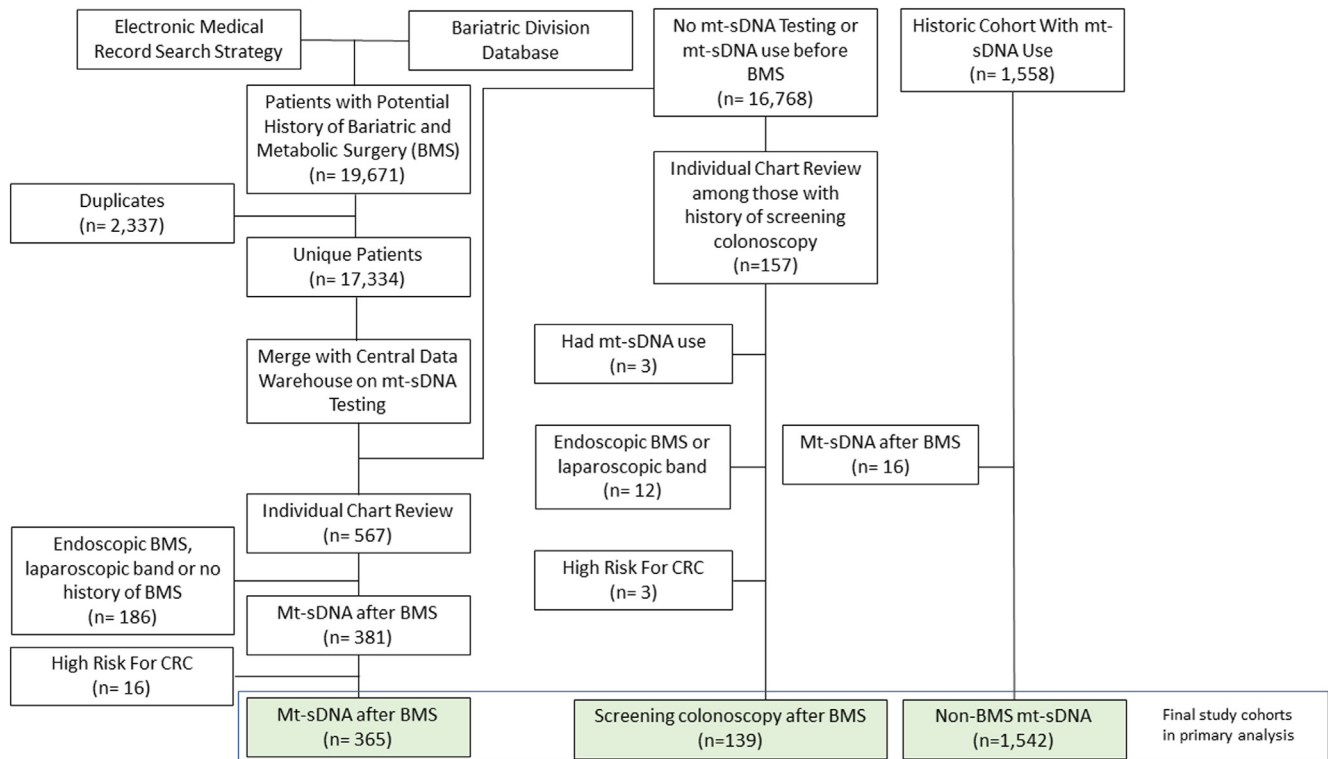 Electronic Medical
Record Search Strategy
Bariatric Division
Database
Patients with Potential
History of Bariatric and
Metabolic Surgery (BMS)
(n= 19,671)
Duplicates
(n= 2,337)
Unique Patients
(n= 17,334)
Merge with Central Data
Warehouse on mt-sDNA
Testing
Individual Chart Review
(n= 567)
Endoscopic BMS,
laparoscopic band or no
history of BMS
(n= 186)
Mt-sDNA after BMS
(n= 381)
High Risk For CRC
(n= 16)
Mt-sDNA after BMS
(n= 365)
No mt-sDNA Testing or
mt-sDNA use before
BMS
(n= 16,768)
Individual Chart Review
among those with
history of screening
colonoscopy
(n=157)
Had mt-sDNA use
(n= 3)
Endoscopic BMS or
laparoscopic band
(n= 12)
High Risk For CRC
(n= 3)
Screening colonoscopy after BMS
(n=139)
Historic Cohort With mt-
sDNA Use
(n= 1,558)
Mt-sDNA after BMS
(n= 16)
Non-BMS mt-sDNA
(n=1,542)
Final study cohorts
in primary analysis